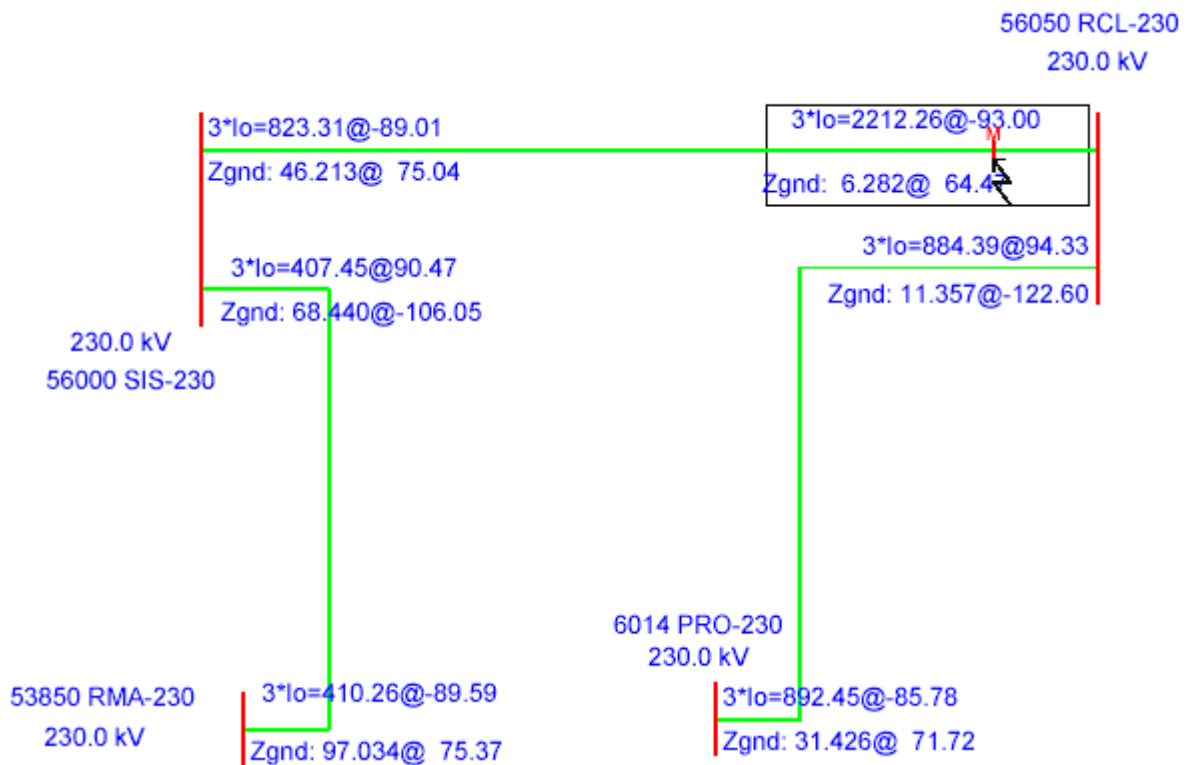 56050 RCL-230
230.0 kV
3*Io=823.31@-89.01
3*Io=2212.26@-93.00
M
Zgnd: 46.213@ 75.04
Zgnd: 6.282@ 64.47
3*Io=407.45@90.47
3*Io=884.39@94.33
Zgnd: 68.440@-106.05
Zgnd: 11.357@-122.60
230.0 kV
56000 SIS-230
6014 PRO-230
230.0 kV
53850 RMA-230
230.0 kV
3*Io=410.26@-89.59
3*Io=892.45@-85.78
Zgnd: 97.034@ 75.37
Zgnd: 31.426@ 71.72